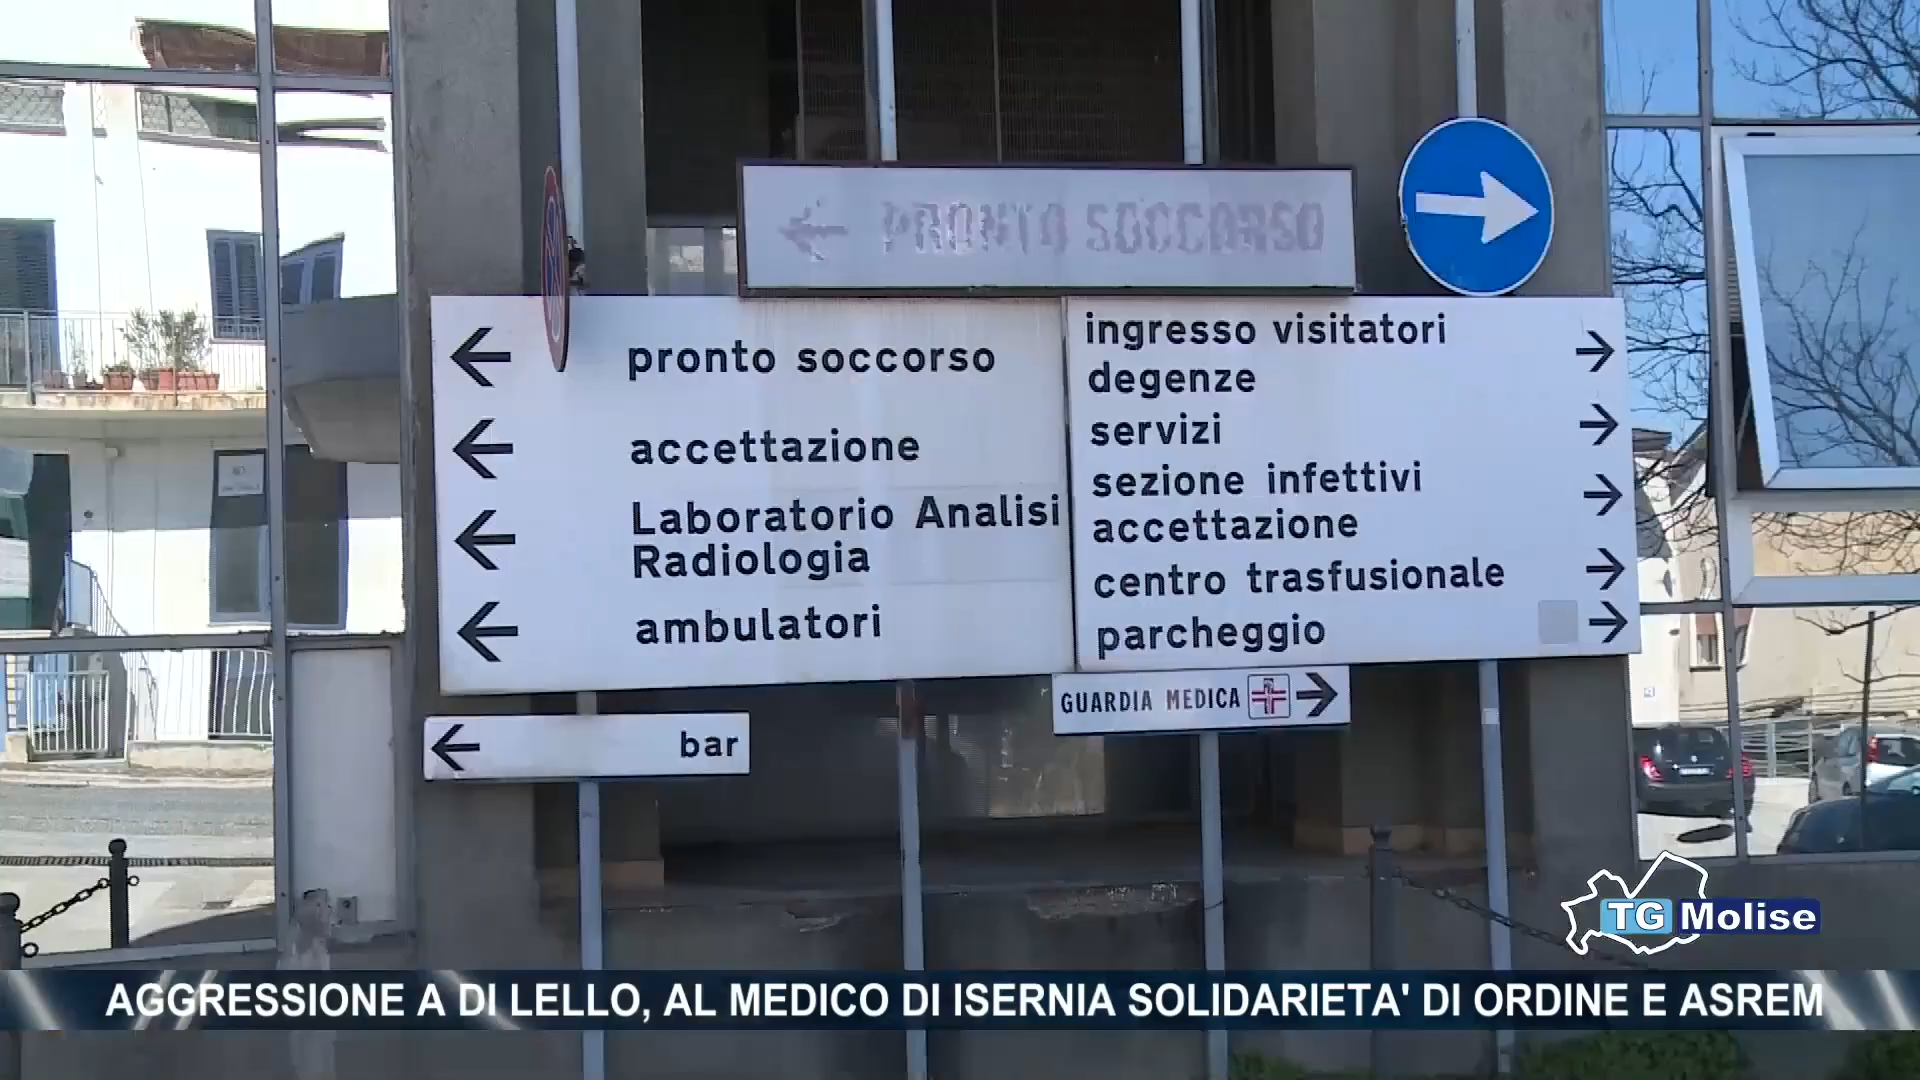 PRONTO SOCCORSO
pronto soccorso
accettazione
Laboratorio Analisi
Radiologia
ambulatori
ingresso visitatori
degenze
servizi
sezione infettivi
accettazione
centro trasfusionale
parcheggio
GUARDIA MEDICA
bar
TG Molise
AGGRESSIONE A DI LELLO, AL MEDICO DI ISERNIA SOLIDARIETA' DI ORDINE E ASREM